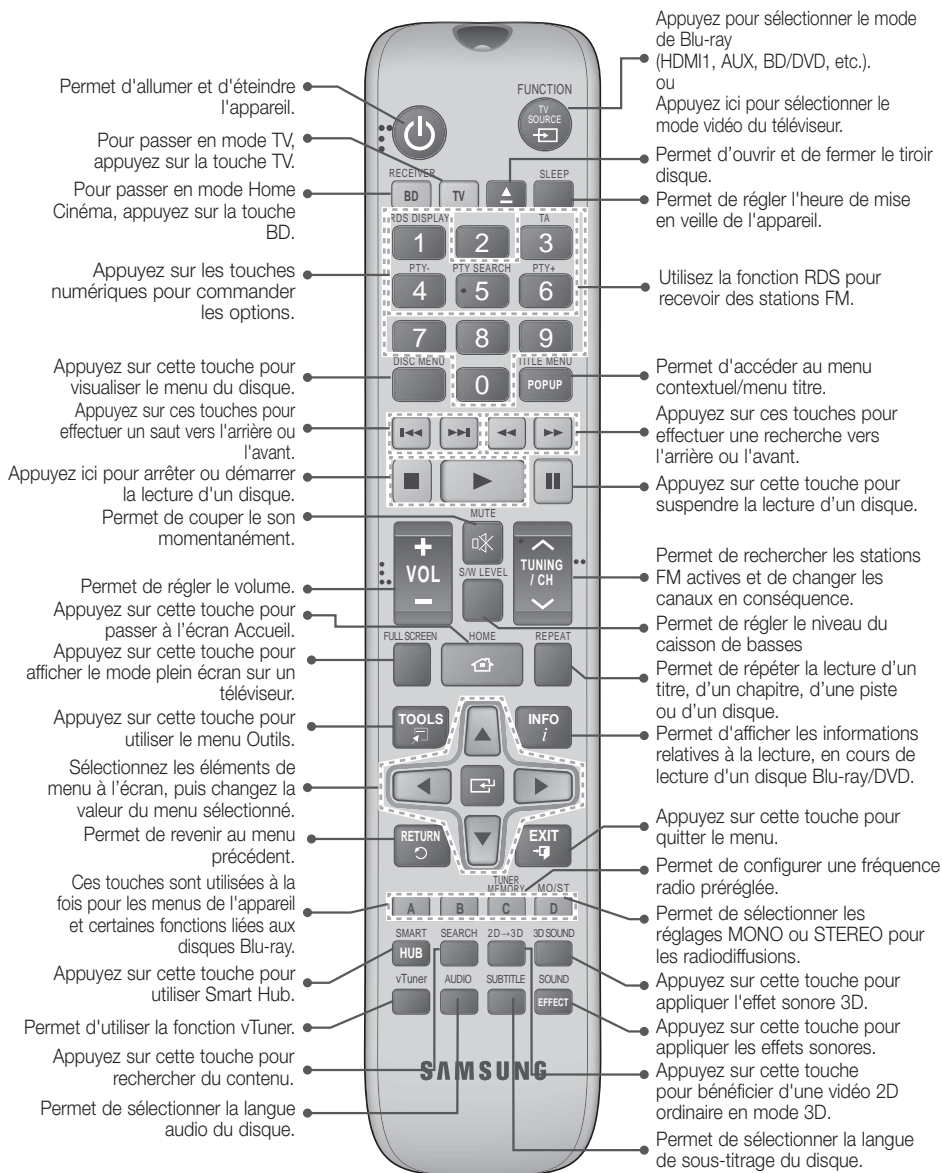 Permet d'allumer et d'éteindre
l'appareil.
Pour passer en mode TV,
appuyez sur la touche TV.
Pour passer en mode Home
Cinéma, appuyez sur la touche
BD.
Appuyez sur les touches
numériques pour commander
les options.
Appuyez sur cette touche pour
visualiser le menu du disque.
Appuyez sur ces touches pour
effectuer un saut vers l'arrière ou
l'avant.
Appuyez ici pour arrêter ou démarrer
la lecture d'un disque.
Permet de couper le son
momentanément.
Permet de régler le volume.
Appuyez sur cette touche pour
passer à l'écran Accueil.
Appuyez sur cette touche pour
afficher le mode plein écran sur un
téléviseur.
Appuyez sur cette touche pour
utiliser le menu Outils.
Sélectionnez les éléments de
menu à l'écran, puis changez la
valeur du menu sélectionné.
Permet de revenir au menu
précédent.
Ces touches sont utilisées à la
fois pour les menus de l'appareil
et certaines fonctions liées aux
disques Blu-ray.
Appuyez sur cette touche pour
utiliser Smart Hub.
Permet d'utiliser la fonction vTuner.
Appuyez sur cette touche pour
rechercher du contenu.
Permet de sélectionner la langue
audio du disque.
FUNCTION
TV
SOURCE
RECEIVER
SLEEP
BD
TV
RDS DISPLAY
TA
1
2
3
PTY-
PTY SEARCH
PTY+
4
5
6
7
8
9
DISC MENU
TITLE MENU
0
POPUP
MUTE
+
VOL
−
TUNING
/ CH
S/W LEVEL
FULL SCREEN
HOME
REPEAT
TOOLS
INFO
i
RETURN
EXIT
TUNER
MEMORY
MO/ST
A
B
C
D
SMART
SEARCH
2D→3D
3D SOUND
HUB
vTuner
AUDIO
SUBTITLE
SOUND
EFFECT
SAMSUNG
Appuyez pour sélectionner le mode
de Blu-ray
(HDMI1, AUX, BD/DVD, etc.).
ou
Appuyez ici pour sélectionner le
mode vidéo du téléviseur.
Permet d'ouvrir et de fermer le tiroir
disque.
Permet de régler l'heure de mise
en veille de l'appareil.
Utilisez la fonction RDS pour
recevoir des stations FM.
Permet d'accéder au menu
contextuel/menu titre.
Appuyez sur ces touches pour
effectuer une recherche vers
l'arrière ou l'avant.
Appuyez sur cette touche pour
suspendre la lecture d'un disque.
Permet de rechercher les stations
FM actives et de changer les
canaux en conséquence.
Permet de régler le niveau du
caisson de basses
Permet de répéter la lecture d'un
titre, d'un chapitre, d'une piste
ou d'un disque.
Permet d'afficher les informations
relatives à la lecture, en cours de
lecture d'un disque Blu-ray/DVD.
Appuyez sur cette touche pour
quitter le menu.
Permet de configurer une fréquence
radio préréglée.
Permet de sélectionner les
réglages MONO ou STEREO pour
les radiodiffusions.
Appuyez sur cette touche pour
appliquer l'effet sonore 3D.
Appuyez sur cette touche pour
appliquer les effets sonores.
Appuyez sur cette touche
pour bénéficier d'une vidéo 2D
ordinaire en mode 3D.
Permet de sélectionner la langue
de sous-titrage du disque.